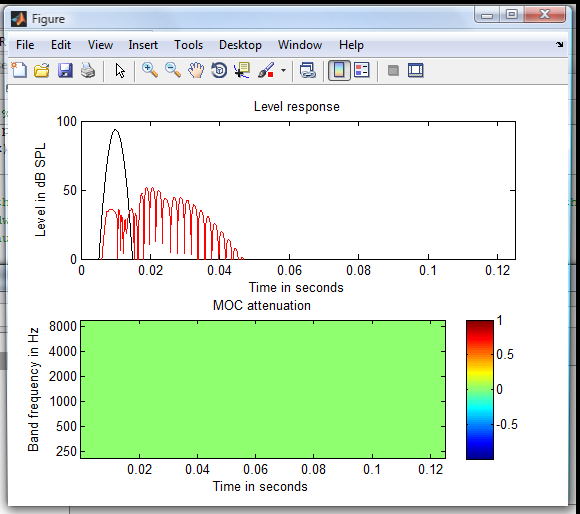 Figure
File Edit View Insert Tools Desktop Window Help
Level response
Level in dB SPL
100
50
0
0 0.02 0.04 0.06 0.08 0.1 0.12
Time in seconds
MOC attenuation
Band frequency in Hz
8000
4000
2000
1000
500
250
0.02 0.04 0.06 0.08 0.1 0.12
Time in seconds
1
0.5
0
-0.5